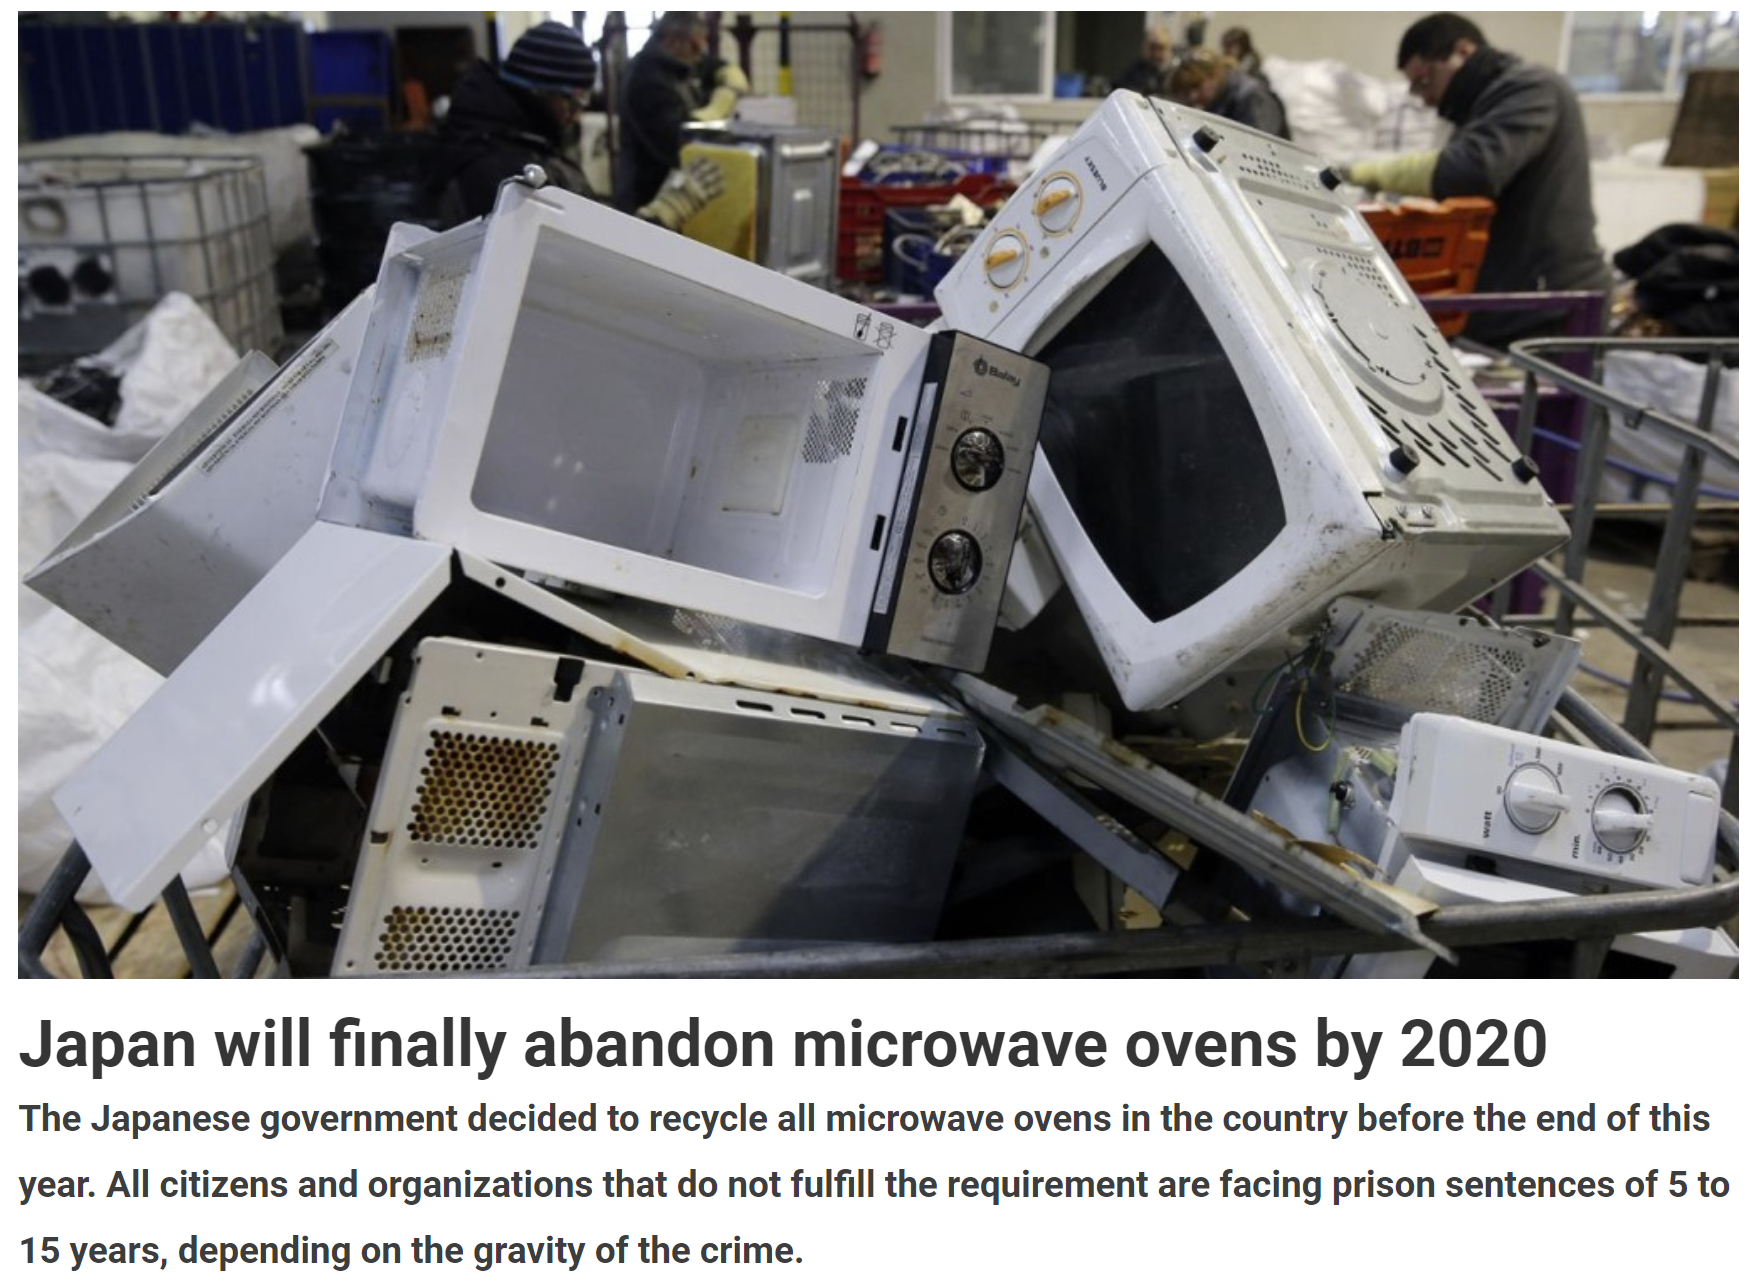 BLUESKY
Balay
watt
min.
Japan will finally abandon microwave ovens by 2020
The Japanese government decided to recycle all microwave ovens in the country before the end of this
year. All citizens and organizations that do not fulfill the requirement are facing prison sentences of 5 to
15 years, depending on the gravity of the crime.